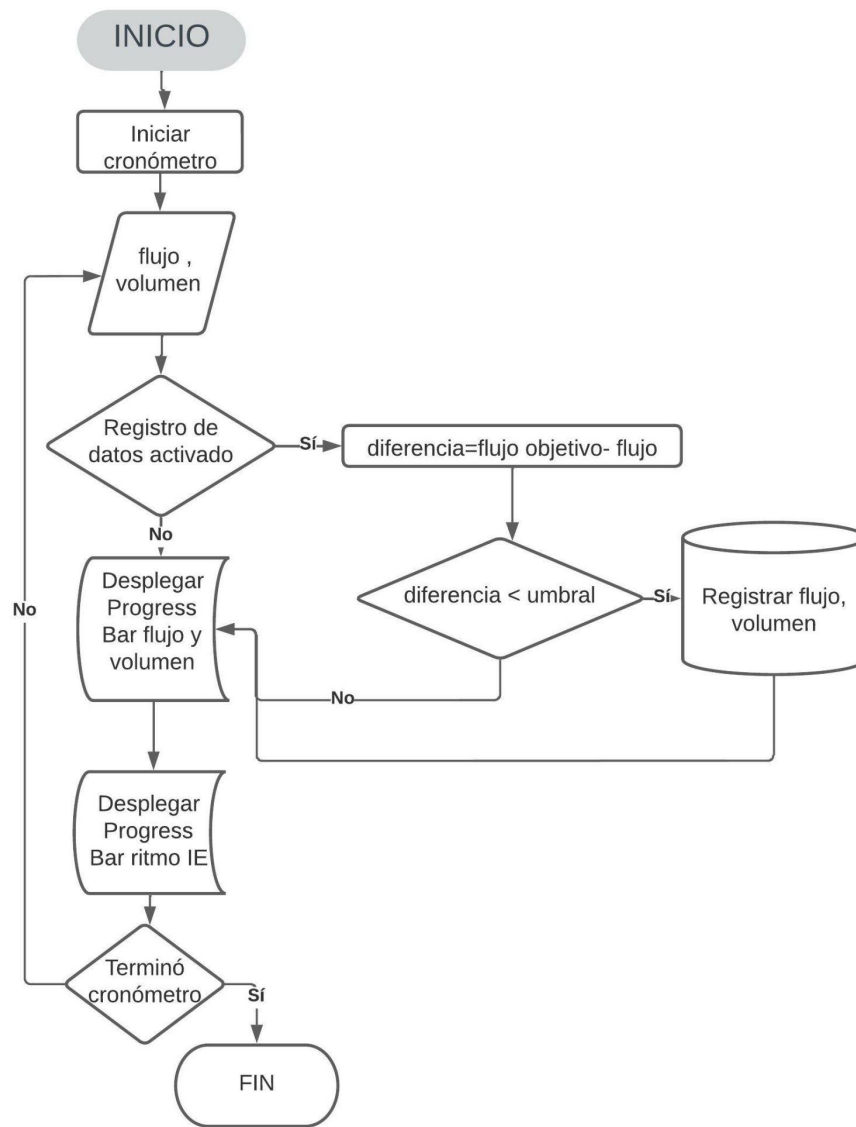 INICIO
Iniciar
cronómetro
flujo ,
volumen
Registro de
datos activado
Sí
diferencia=flujo objetivo- flujo
No
Desplegar
Progress
Bar flujo y
volumen
diferencia < umbral
Sí
Registrar flujo,
volumen
No
No
Desplegar
Progress
Bar ritmo IE
Terminó
cronómetro
Sí
FIN